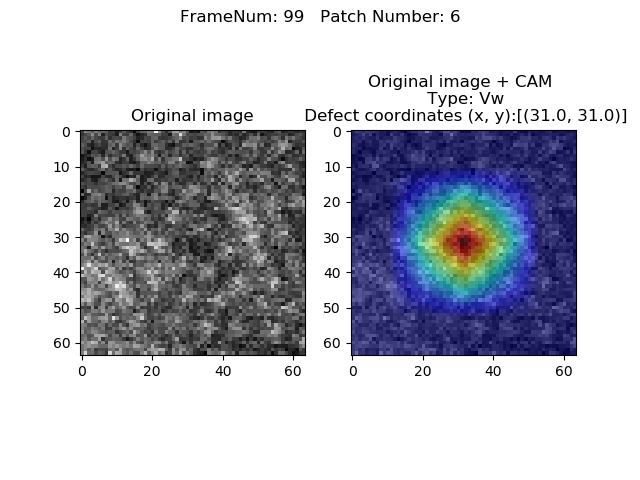 FrameNum: 99   Patch Number: 6
Original image
0
10
20
30
40
50
60
0 20 40 60
Original image + CAM
Type: Vw
Defect coordinates (x, y):[(31.0, 31.0)]
0
10
20
30
40
50
60
0 20 40 60